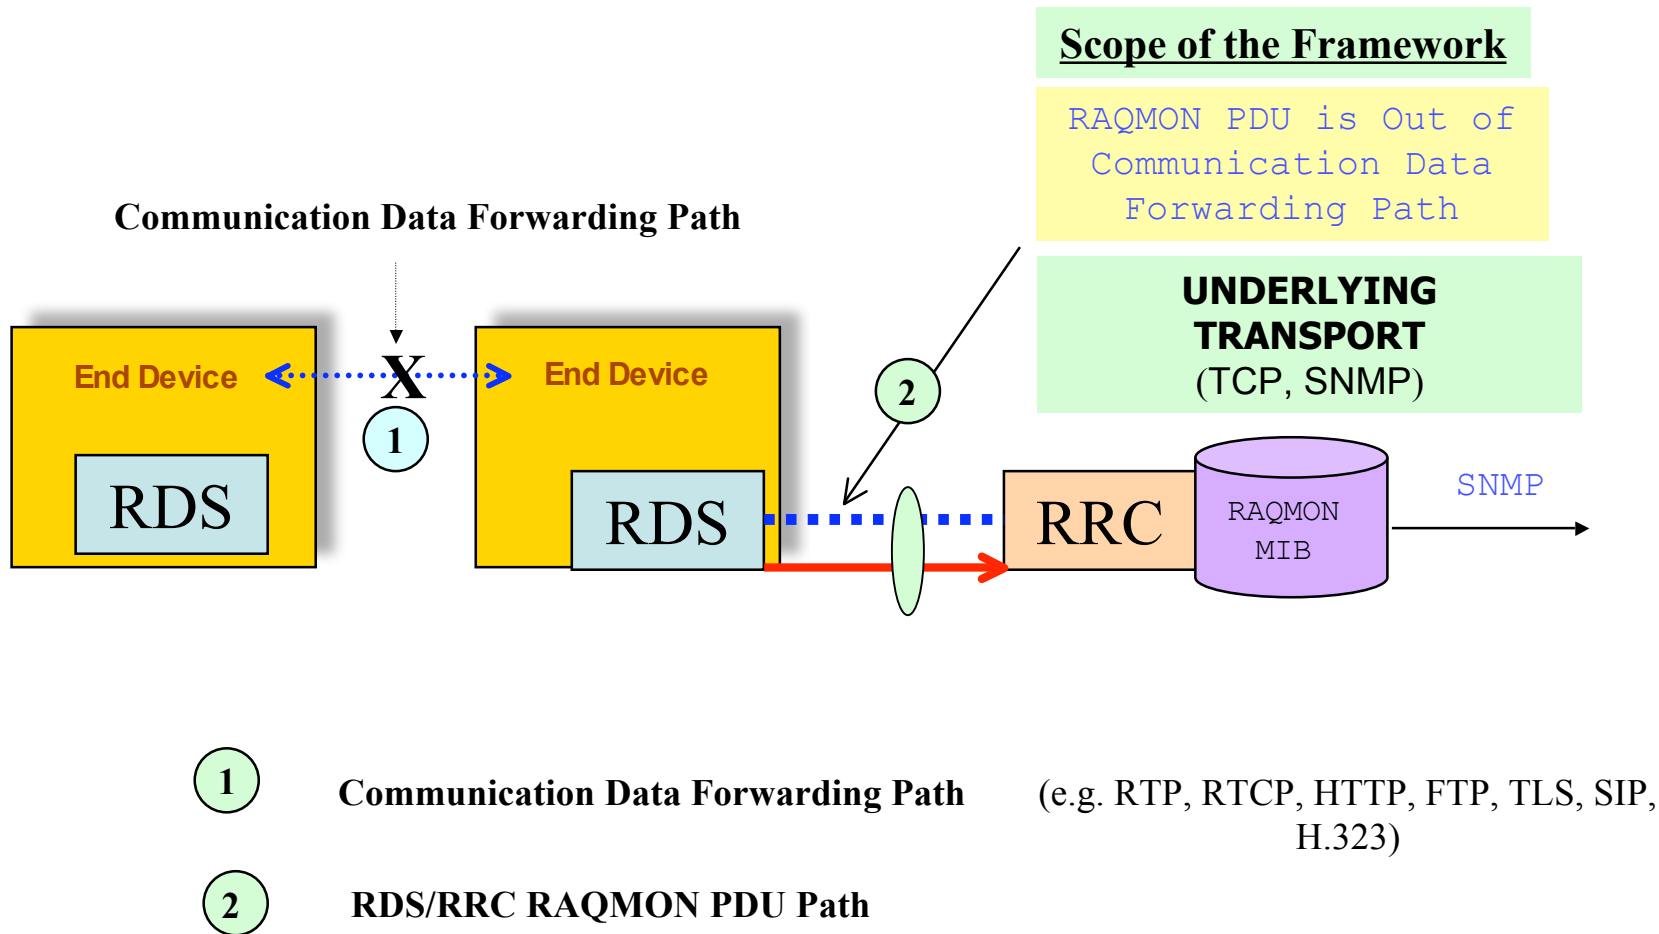 Scope of the Framework
RAQMON PDU is Out of
Communication Data
Forwarding Path
Communication Data Forwarding Path
UNDERLYING
TRANSPORT
(TCP, SNMP)
End Device
X
End Device
2
1
RDS
RDS
RRC
RAQMON
MIB
SNMP
1
Communication Data Forwarding Path
(e.g. RTP, RTCP, HTTP, FTP, TLS, SIP,
H.323)
2
RDS/RRC RAQMON PDU Path